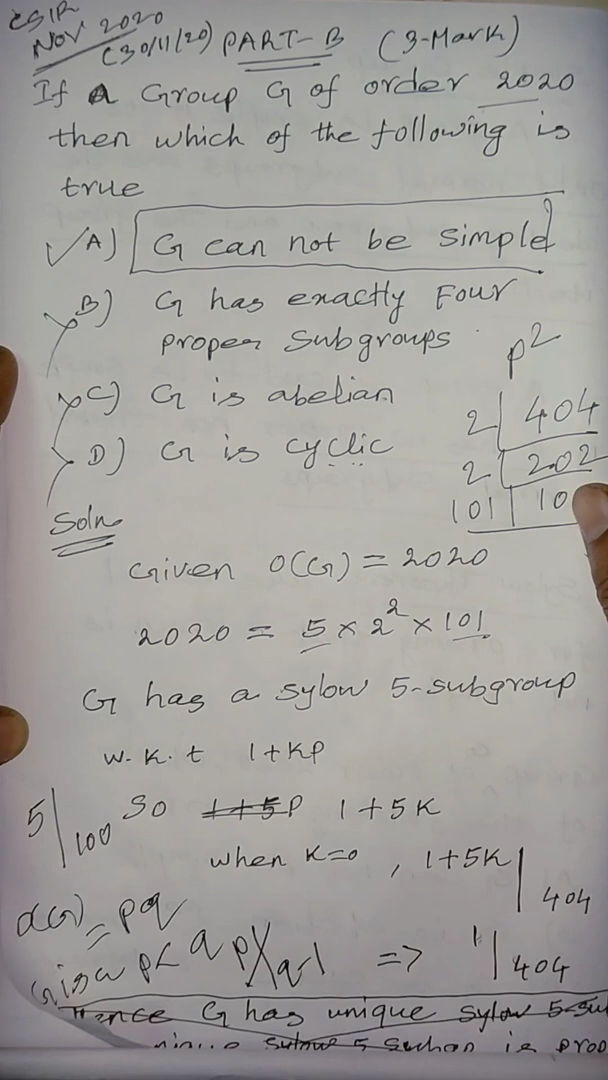 CSIR
NOV 2020
(30/11/20) PART-B (3-Mark)
If a Group G of order 2020
then which of the following is
true
A) G can not be simple
B) G has exactly Four
proper subgroups
p²
C) G is abelian
D) G is cyclic
2 | 404
2 | 202
101 | 10
Soln
Given O(G) = 2020
2020 = 5 × 2² × 101
G has a sylow 5-subgroup
w.k.t 1+kp
5/100
So 1+5P 1+5k
when k=0, 1+5k | 404
O(G) = pq
p<q p∤q-1 => 1 | 404
Hence G has unique sylow 5-su